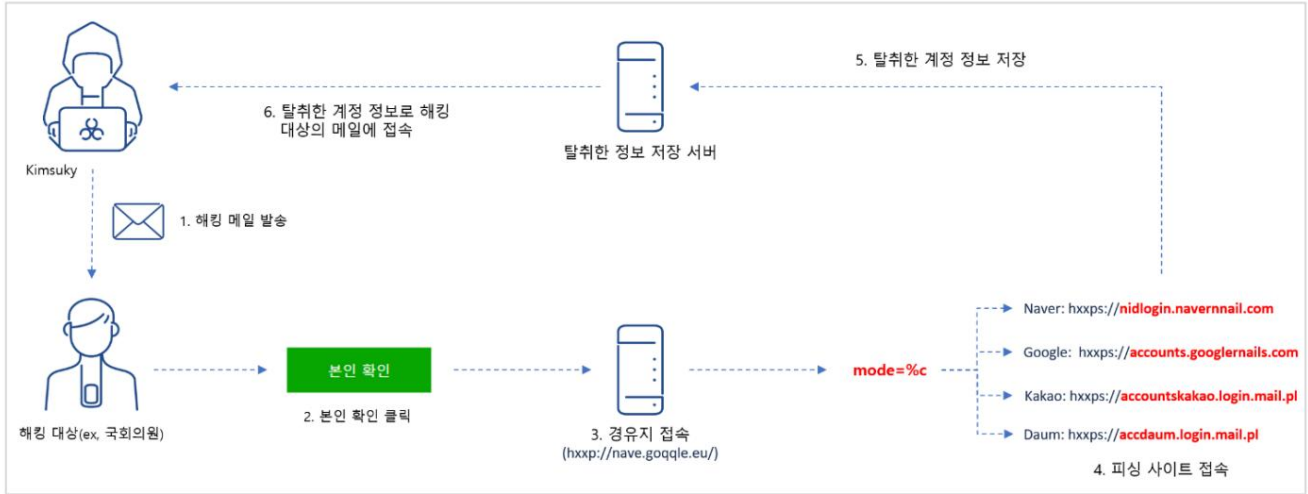 5. 탈취한 계정 정보 저장
6. 탈취한 계정 정보로 해킹
대상의 메일에 접속
탈취한 정보 저장 서버
Kimsuky
1. 해킹 메일 발송
해킹 대상(ex, 국회의원)
본인 확인
2. 본인 확인 클릭
3. 경유지 접속
(hxxp://nave.goqqle.eu/)
mode=%c
Naver: hxxps://nidlogin.navernnail.com
Google: hxxps://accounts.googlernails.com
Kakao: hxxps://accountskakao.login.mail.pl
Daum: hxxps://accdaum.login.mail.pl
4. 피싱 사이트 접속